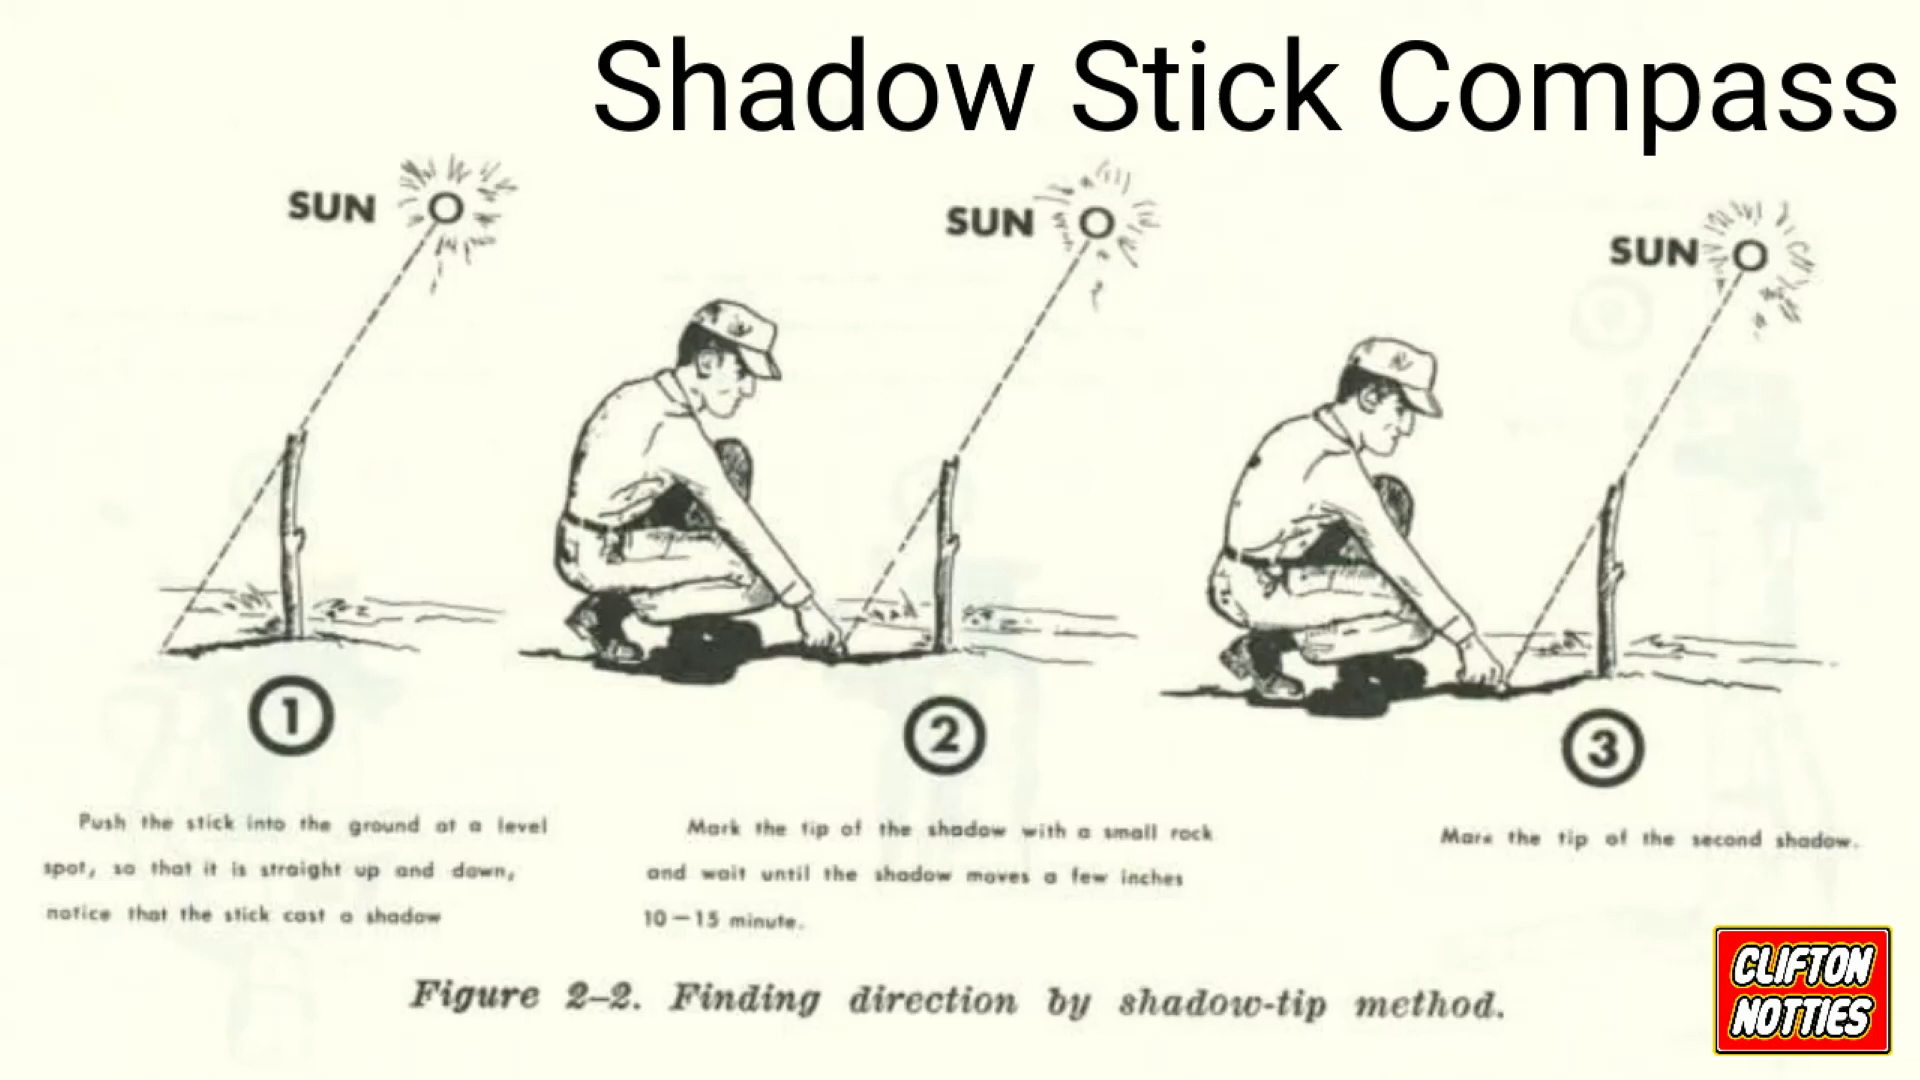 Shadow Stick Compass
SUN
SUN
SUN
1
2
3
Push the stick into the ground at a level
spot, so that it is straight up and down,
notice that the stick cast a shadow
Mark the tip of the shadow with a small rock
and wait until the shadow moves a few inches
10—15 minute.
Mark the tip of the second shadow.
Figure 2–2. Finding direction by shadow-tip method.
CLIFTON
NOTTIES